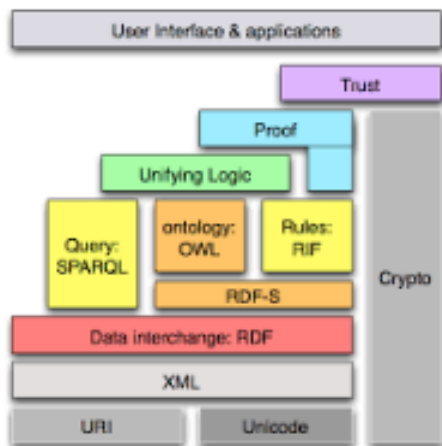 User Interface & applications
Trust
Proof
Unifying Logic
Query:
SPARQL
ontology:
OWL
Rules:
RIF
Crypto
RDF-S
Data interchange: RDF
XML
URI
Unicode